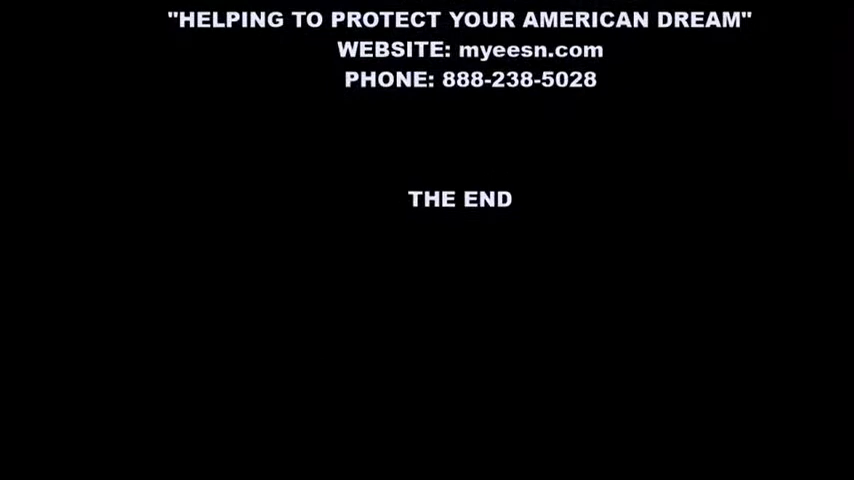 "HELPING TO PROTECT YOUR AMERICAN DREAM"
WEBSITE: myeesn.com
PHONE: 888-238-5028
THE END